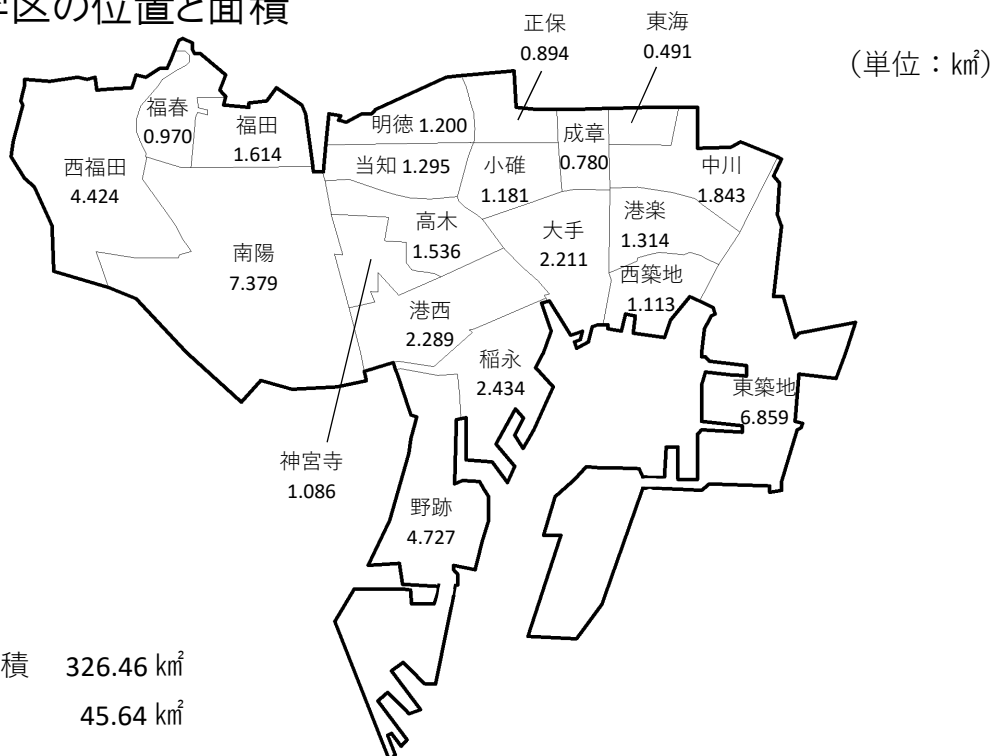 区の位置と面積
(単位：㎢)
正保
0.894
東海
0.491
福春
0.970
福田
1.614
明徳 1.200
成章
0.780
西福田
4.424
当知 1.295
小碓
1.181
中川
1.843
高木
1.536
大手
2.211
港楽
1.314
南陽
7.379
西築地
1.113
港西
2.289
稲永
2.434
東築地
6.859
神宮寺
1.086
野跡
4.727
積 326.46 ㎢
45.64 ㎢